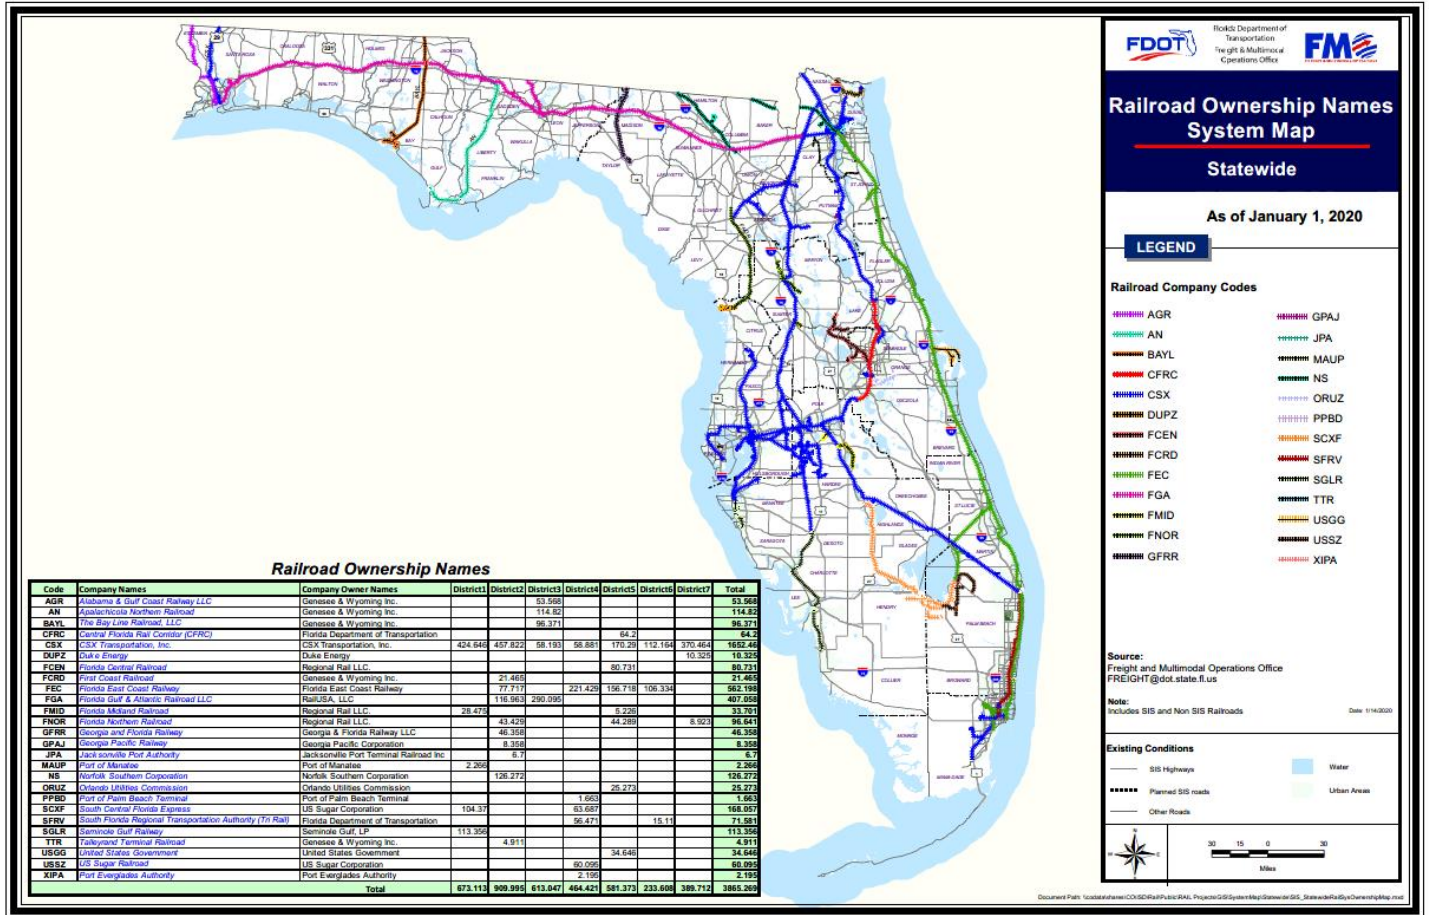 FDOT
Florida Department of
Transportation
Freight & Multimodal
Operations Office
FMO
Railroad Ownership Names
System Map
Statewide
As of January 1, 2020
LEGEND
Railroad Company Codes
AGR
AN
BAYL
CFRC
CSX
DUPZ
FCEN
FCRD
FEC
FGA
FMID
FNOR
GFRR
GPAJ
JPA
MAUP
NS
ORUZ
PPBD
SCXF
SFRV
SGLR
TTR
USGG
USSZ
XIPA
Source:
Freight and Multimodal Operations Office
FREIGHT@dot.state.fl.us
Note:
Includes SIS and Non SIS Railroads
Date: 1/14/2020
Existing Conditions
SIS Highways
Planned SIS roads
Other Roads
Water
Urban Areas
30 15 0 30
Miles
Railroad Ownership Names
Code Company Names Company Owner Names District1 District2 District3 District4 District5 District6 District7 Total
AGR Alabama & Gulf Coast Railway LLC Genesee & Wyoming Inc. 53.568 53.568
AN Apalachicola Northern Railroad Genesee & Wyoming Inc. 114.82 114.82
BAYL The Bay Line Railroad, LLC Genesee & Wyoming Inc. 96.371 96.371
CFRC Central Florida Rail Corridor (CFRC) Florida Department of Transportation 64.2 64.2
CSX CSX Transportation, Inc. CSX Transportation, Inc. 424.646 457.822 58.193 58.881 170.29 112.164 370.464 1652.46
DUPZ Duke Energy Duke Energy 10.325 10.325
FCEN Florida Central Railroad Regional Rail LLC. 80.731 80.731
FCRD First Coast Railroad Genesee & Wyoming Inc. 21.465 21.465
FEC Florida East Coast Railway Florida East Coast Railway 77.717 221.429 156.718 106.334 562.198
FGA Florida Gulf & Atlantic Railroad LLC RailUSA, LLC 116.963 290.095 407.058
FMID Florida Midland Railroad Regional Rail LLC. 28.475 5.226 33.701
FNOR Florida Northern Railroad Regional Rail LLC. 43.429 44.289 8.923 96.641
GFRR Georgia and Florida Railway Georgia & Florida Railway LLC 46.358 46.358
GPAJ Georgia Pacific Railway Georgia Pacific Corporation 8.358 8.358
JPA Jacksonville Port Authority Jacksonville Port Terminal Railroad Inc 6.7 6.7
MAUP Port of Manatee Port of Manatee 2.266 2.266
NS Norfolk Southern Corporation Norfolk Southern Corporation 126.272 126.272
ORUZ Orlando Utilities Commission Orlando Utilities Commission 25.273 25.273
PPBD Port of Palm Beach Terminal Port of Palm Beach Terminal 1.663 1.663
SCXF South Central Florida Express US Sugar Corporation 104.37 63.687 168.057
SFRV South Florida Regional Transportation Authority (Tri Rail) Florida Department of Transportation 56.471 15.11 71.581
SGLR Seminole Gulf Railway Seminole Gulf, LP 113.356 113.356
TTR Talleyrand Terminal Railroad Genesee & Wyoming Inc. 4.911 4.911
USGG United States Government United States Government 34.646 34.646
USSZ US Sugar Railroad US Sugar Corporation 60.095 60.095
XIPA Port Everglades Authority Port Everglades Authority 2.195 2.195
Total 673.113 909.995 613.047 464.421 581.373 233.608 389.712 3865.269